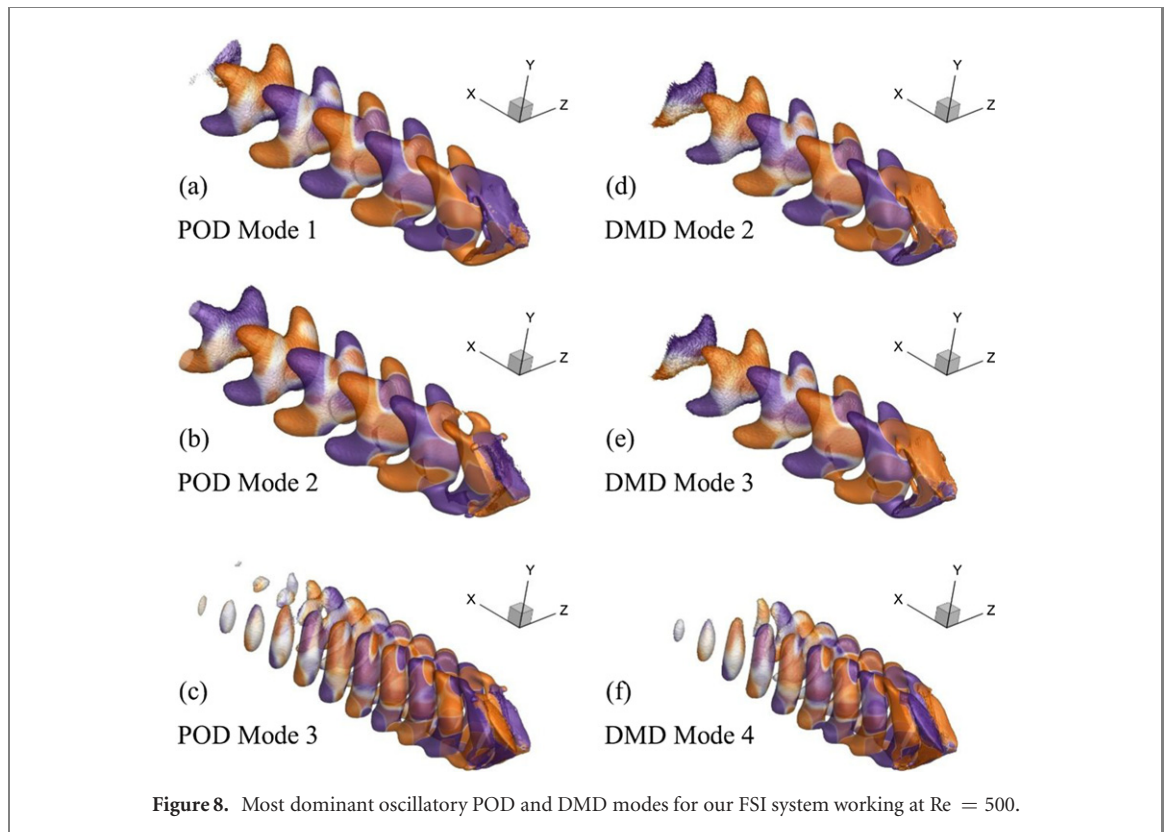 Y
X
Z
(a)
POD Mode 1
Y
X
Z
(d)
DMD Mode 2
Y
X
Z
(b)
POD Mode 2
Y
X
Z
(e)
DMD Mode 3
Y
X
Z
(c)
POD Mode 3
Y
X
Z
(f)
DMD Mode 4
Figure 8. Most dominant oscillatory POD and DMD modes for our FSI system working at Re = 500.